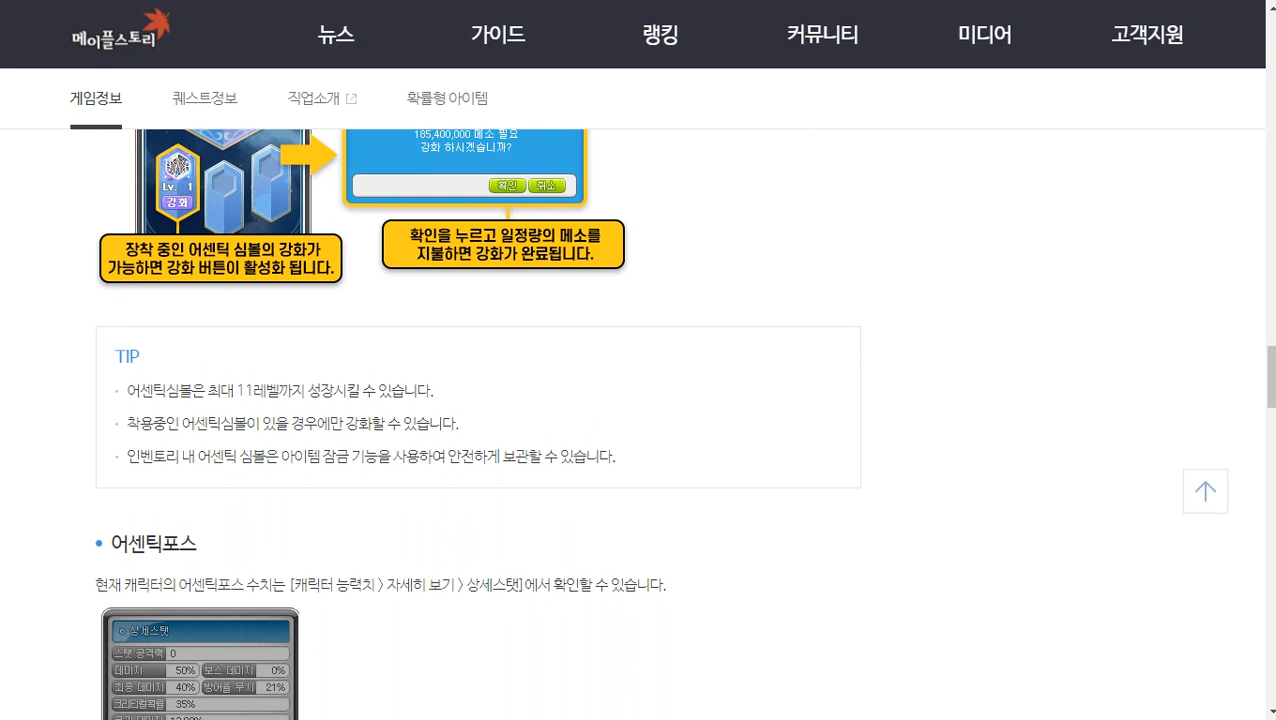 메이플스토리
뉴스
가이드
랭킹
커뮤니티
미디어
고객지원
게임정보
퀘스트정보
직업소개
확률형 아이템
185,400,000 메소 필요
강화 하시겠습니까?
확인
취소
Lv. 1
강화
장착 중인 어센틱 심볼의 강화가
가능하면 강화 버튼이 활성화 됩니다.
확인을 누르고 일정량의 메소를
지불하면 강화가 완료됩니다.
TIP
· 어센틱심볼은 최대 11레벨까지 성장시킬 수 있습니다.
· 착용중인 어센틱심볼이 있을 경우에만 강화할 수 있습니다.
· 인벤토리 내 어센틱 심볼은 아이템 잠금 기능을 사용하여 안전하게 보관할 수 있습니다.
• 어센틱포스
현재 캐릭터의 어센틱포스 수치는 [캐릭터 능력치 > 자세히 보기 > 상세스탯]에서 확인할 수 있습니다.
상세스탯
스탯 공격력 0
데미지 50% 보스 데미지 0%
최종 데미지 40% 방어율 무시 21%
크리티컬확률 35%